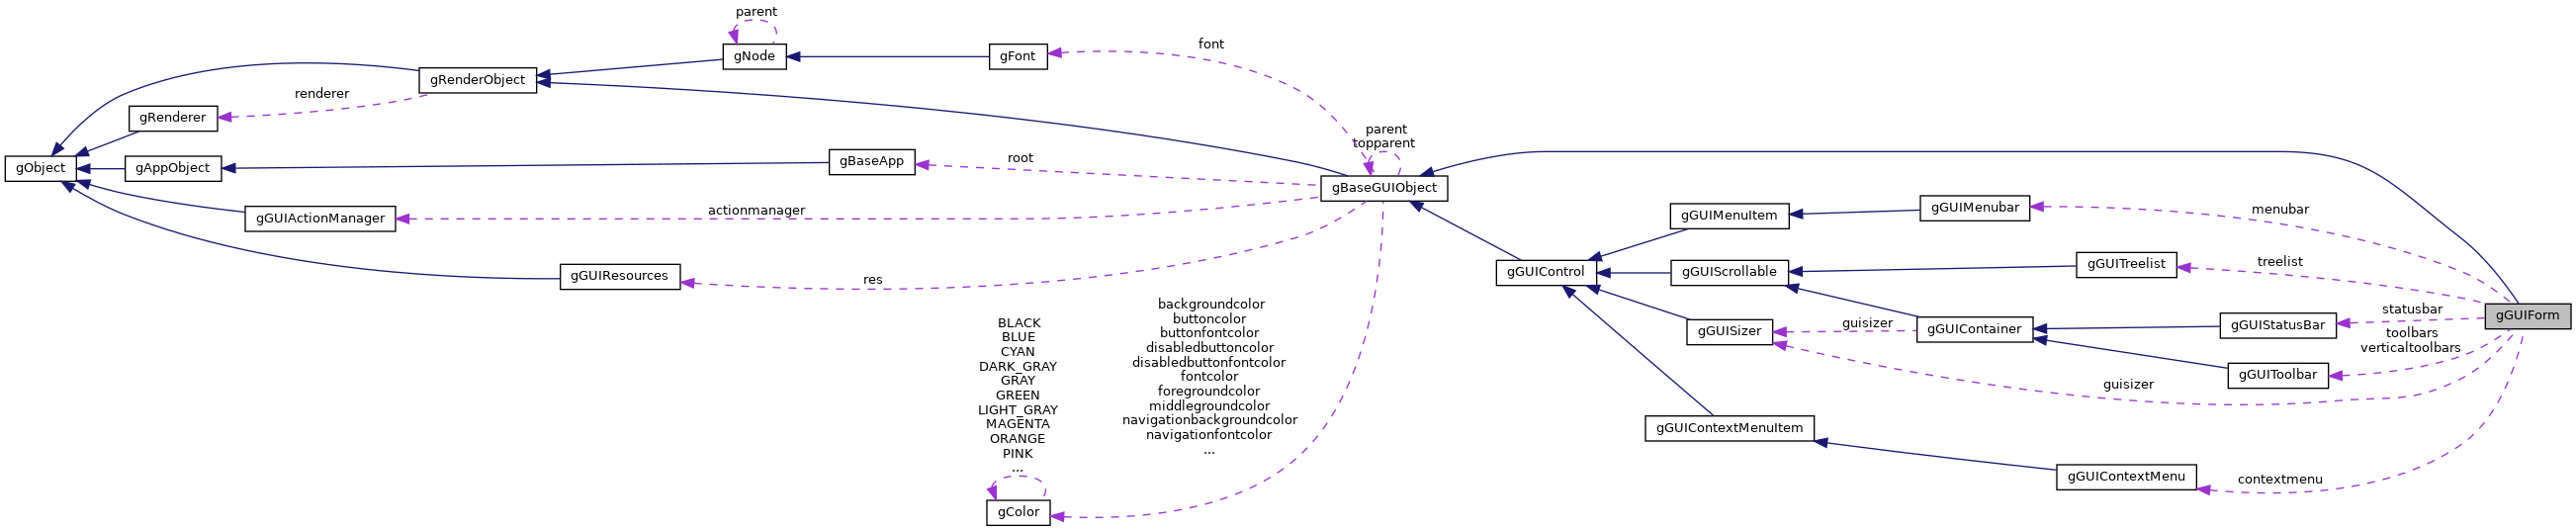 parent
gNode
gFont
font
gRenderObject
renderer
gRenderer
gObject
gAppObject
gBaseApp
root
parent
topparent
gBaseGUIObject
gGUIActionManager
actionmanager
gGUIResources
res
BLACK
BLUE
CYAN
DARK_GRAY
GRAY
GREEN
LIGHT_GRAY
MAGENTA
ORANGE
PINK
...
gColor
backgroundcolor
buttoncolor
buttonfontcolor
disabledbuttoncolor
disabledbuttonfontcolor
fontcolor
foregroundcolor
middlegroundcolor
navigationbackgroundcolor
navigationfontcolor
...
gGUIControl
gGUIMenuItem
gGUIMenubar
menubar
gGUIScrollable
gGUITreelist
treelist
gGUISizer
guisizer
gGUIContainer
gGUIStatusBar
statusbar
toolbars
verticaltoolbars
gGUIForm
gGUIToolbar
guisizer
gGUIContextMenuItem
gGUIContextMenu
contextmenu